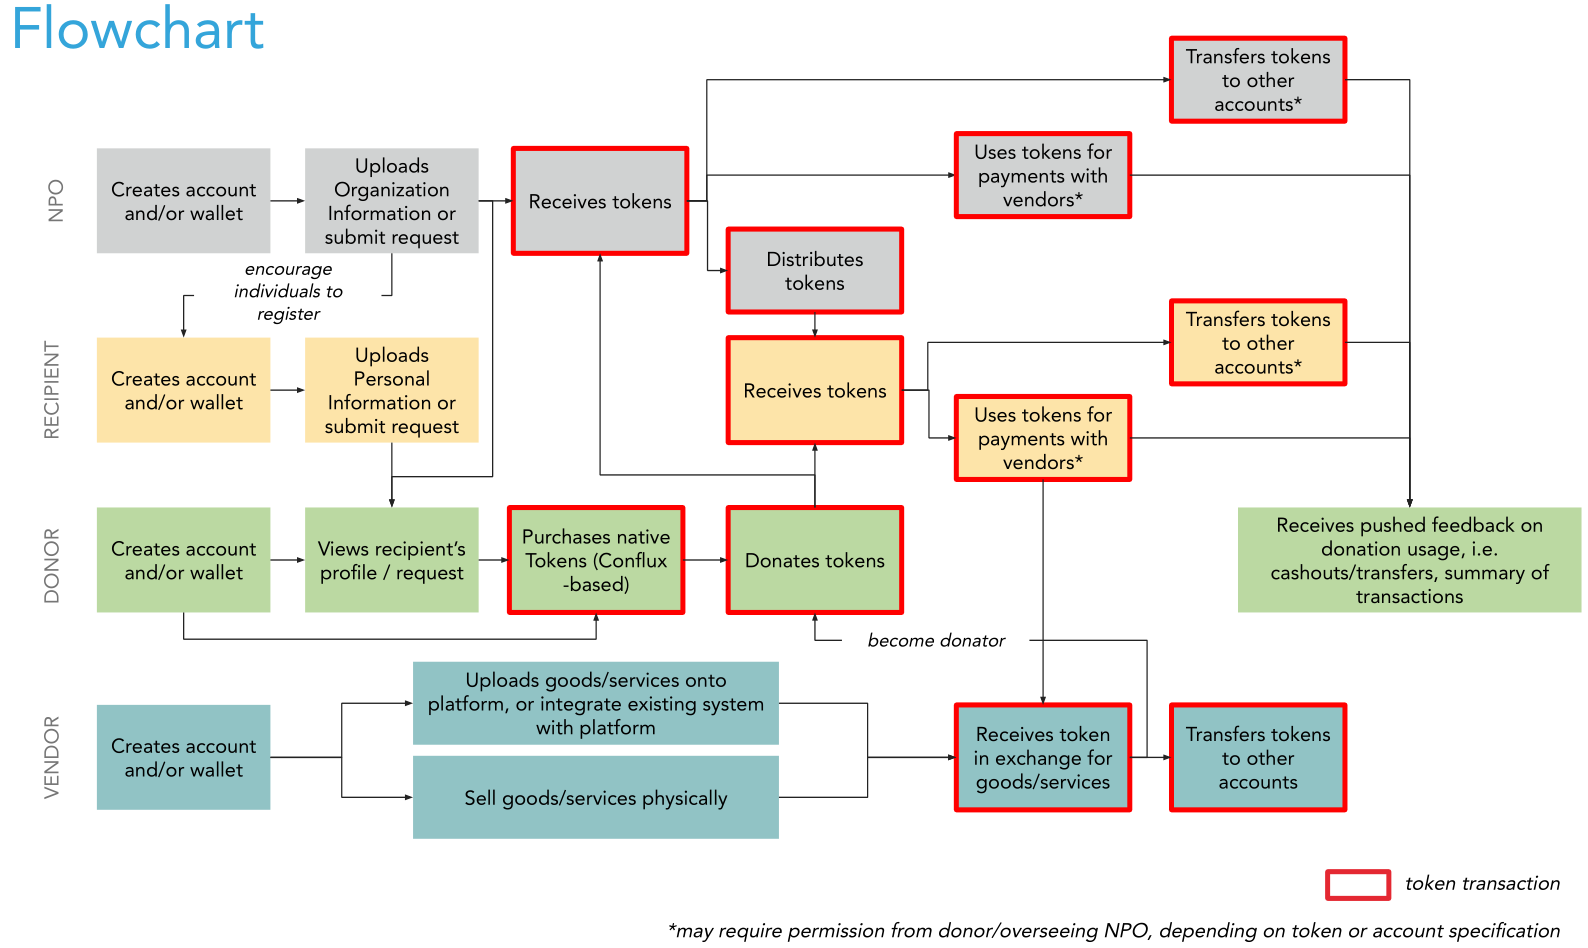 Flowchart
NPO
Creates account
and/or wallet
Uploads
Organization
Information or
submit request
Receives tokens
Transfers tokens
to other
accounts*
Uses tokens for
payments with
vendors*
Distributes
tokens
encourage
individuals to
register
RECIPIENT
Creates account
and/or wallet
Uploads
Personal
Information or
submit request
Receives tokens
Transfers tokens
to other
accounts*
Uses tokens for
payments with
vendors*
DONOR
Creates account
and/or wallet
Views recipient's
profile / request
Purchases native
Tokens (Conflux
-based)
Donates tokens
Receives pushed feedback on
donation usage, i.e.
cashouts/transfers, summary of
transactions
become donator
VENDOR
Creates account
and/or wallet
Uploads goods/services onto
platform, or integrate existing system
with platform
Sell goods/services physically
Receives token
in exchange for
goods/services
Transfers tokens
to other
accounts
token transaction
*may require permission from donor/overseeing NPO, depending on token or account specification